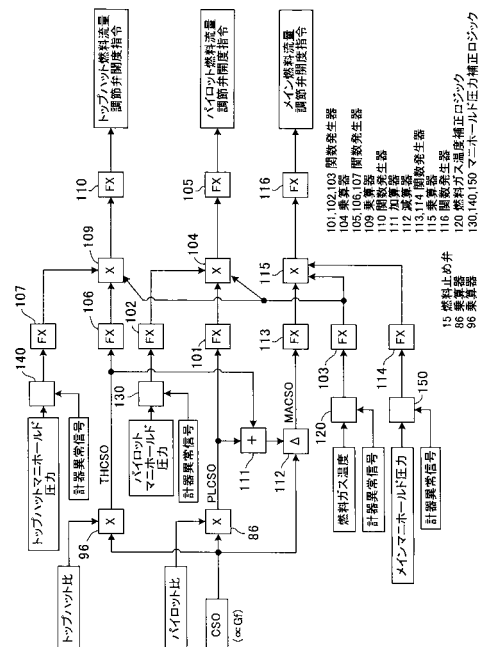 トップハット比
パイロット比
CSO
(∝Gf)
96
X
86
X
トップハットマニホールド
圧力
計器異常信号
140
107
FX
THCSO
106
FX
109
X
110
FX
トップハット燃料流量
調節弁開度指令
パイロット
マニホールド
圧力
計器異常信号
130
102
FX
PLCSO
101
FX
104
X
105
FX
パイロット燃料流量
調節弁開度指令
+
111
Δ
112
MACSO
113
FX
115
X
116
FX
メイン燃料流量
調節弁開度指令
燃料ガス温度
計器異常信号
120
103
FX
メインマニホールド圧力
計器異常信号
150
114
FX
15 燃料止め弁
86 乗算器
96 乗算器
101,102,103 関数発生器
104 乗算器
105,106,107 関数発生器
109 乗算器
110 関数発生器
111 加算器
112 減算器
113,114 関数発生器
115 乗算器
116 関数発生器
120 燃料ガス温度補正ロジック
130,140,150 マニホールド圧力補正ロジック